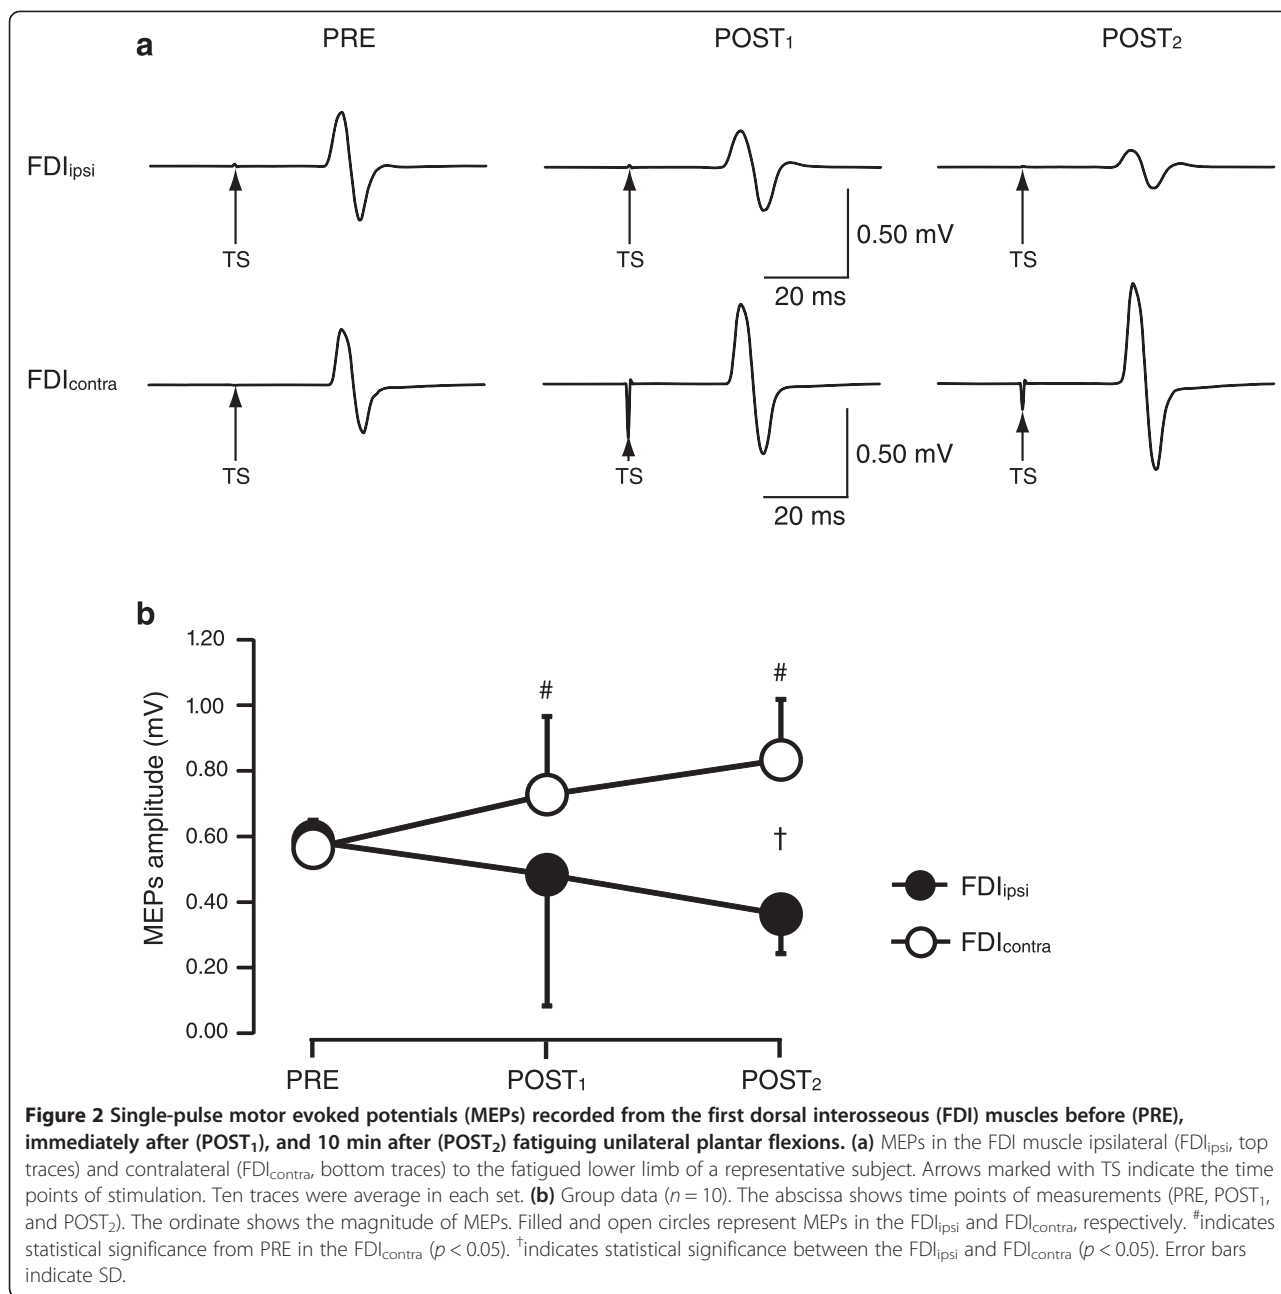 a PRE POST₁ POST₂
FDIipsi
TS TS TS
0.50 mV
20 ms
FDIcontra
TS TS TS
0.50 mV
20 ms
b
MEPs amplitude (mV)
1.20
1.00
0.80
0.60
0.40
0.20
0.00
# #
†
FDIipsi
FDIcontra
PRE POST₁ POST₂
Figure 2 Single-pulse motor evoked potentials (MEPs) recorded from the first dorsal interosseous (FDI) muscles before (PRE),
immediately after (POST₁), and 10 min after (POST₂) fatiguing unilateral plantar flexions. (a) MEPs in the FDI muscle ipsilateral (FDIipsi, top
traces) and contralateral (FDIcontra, bottom traces) to the fatigued lower limb of a representative subject. Arrows marked with TS indicate the time
points of stimulation. Ten traces were average in each set. (b) Group data (n = 10). The abscissa shows time points of measurements (PRE, POST₁,
and POST₂). The ordinate shows the magnitude of MEPs. Filled and open circles represent MEPs in the FDIipsi and FDIcontra, respectively. #indicates
statistical significance from PRE in the FDIcontra (p < 0.05). †indicates statistical significance between the FDIipsi and FDIcontra (p < 0.05). Error bars
indicate SD.